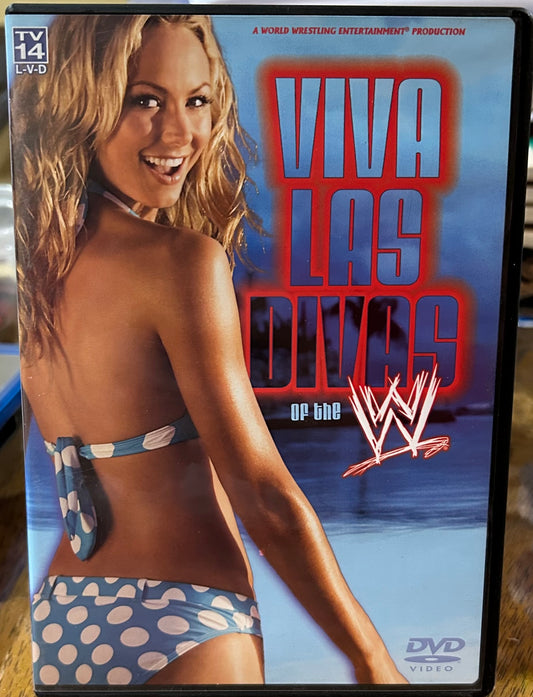 TV
14
L-V-D
A WORLD WRESTLING ENTERTAINMENT® PRODUCTION
VIVA
LAS
DIVAS
OF the
W
DVD
VIDEO